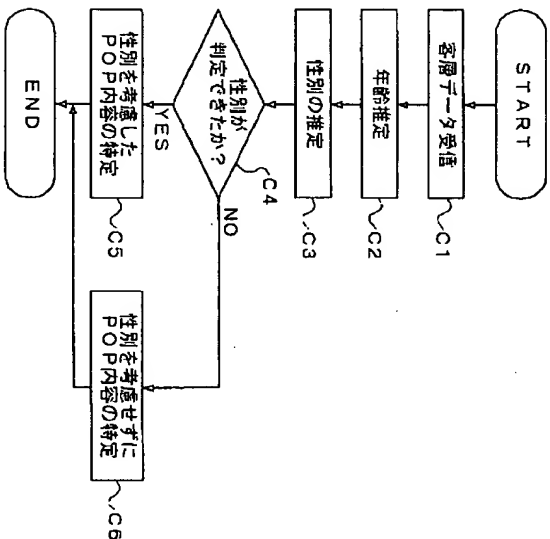 START
客層データ受信
C1
年齢推定
C2
性別の推定
C3
性別が
判定できたか?
C4
YES
NO
性別を考慮した
POP内容の特定
C5
性別を考慮せずに
POP内容の特定
C6
END